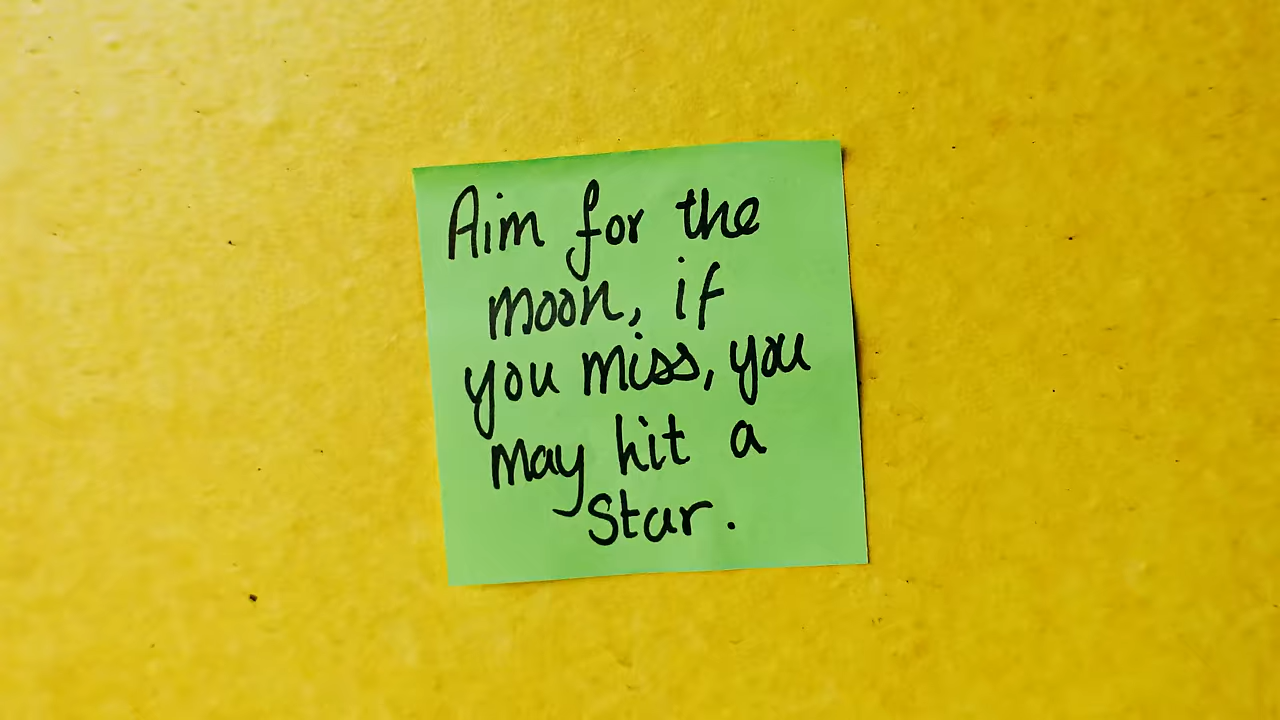 Aim for the
moon, if
you miss, you
may hit a
star.